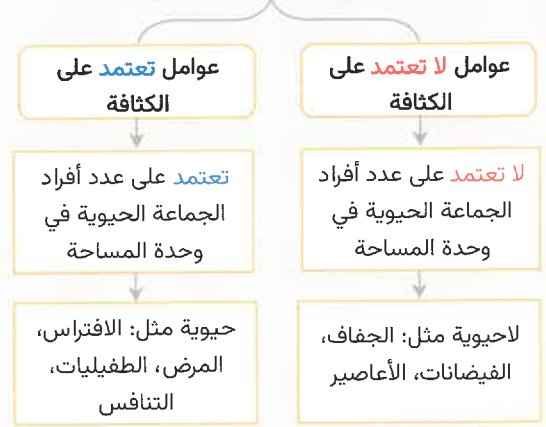 عوامل لا تعتمد على
الكثافة
لا تعتمد على عدد أفراد
الجماعة الحيوية في
وحدة المساحة
لاحيوية مثل: الجفاف،
الفيضانات، الأعاصير
عوامل تعتمد على
الكثافة
تعتمد على عدد أفراد
الجماعة الحيوية في
وحدة المساحة
حيوية مثل: الافتراس،
المرض، الطفيليات،
التنافس